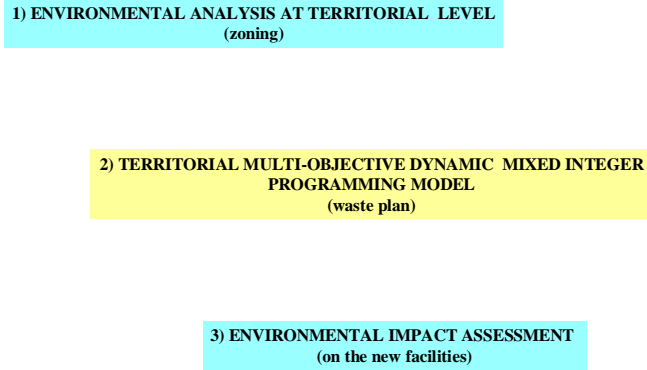 1) ENVIRONMENTAL ANALYSIS AT TERRITORIAL LEVEL
(zoning)
2) TERRITORIAL MULTI-OBJECTIVE DYNAMIC MIXED INTEGER
PROGRAMMING MODEL
(waste plan)
3) ENVIRONMENTAL IMPACT ASSESSMENT
(on the new facilities)